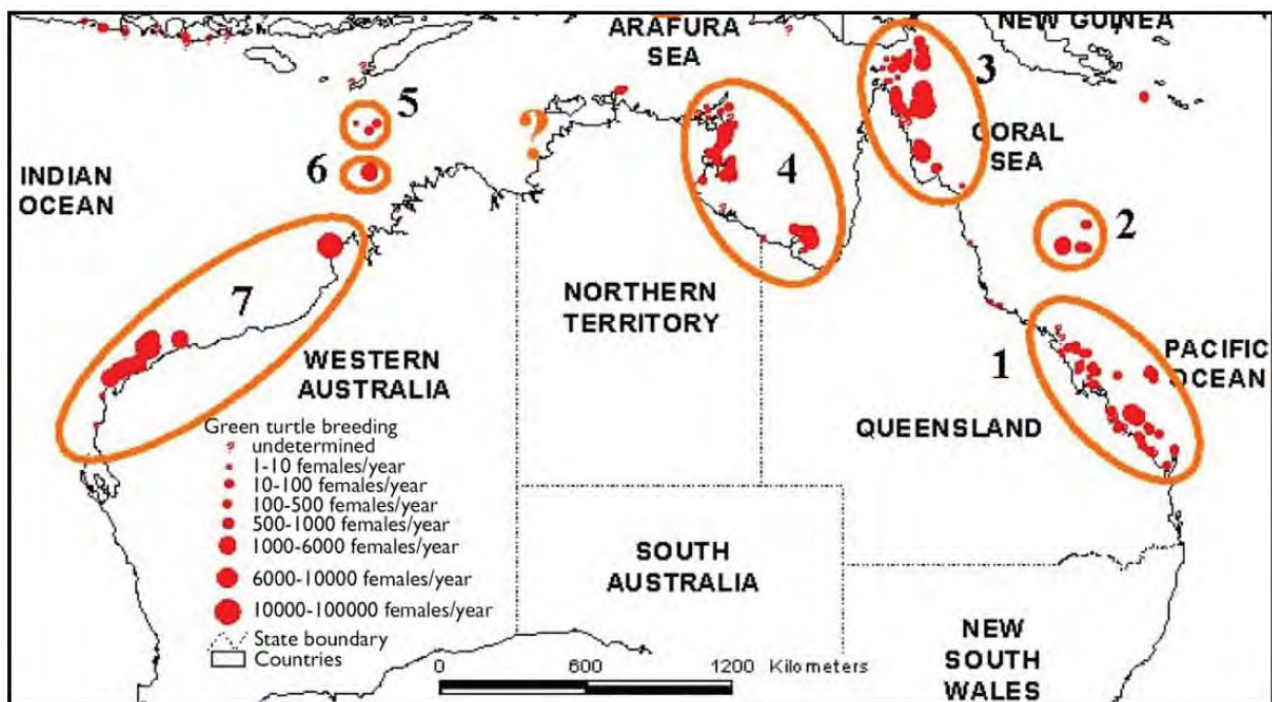 ARAFURA
SEA
NEW GUINEA
3
5
CORAL
SEA
?
INDIAN
OCEAN
6
4
2
7
NORTHERN
TERRITORY
WESTERN
AUSTRALIA
1
PACIFIC
OCEAN
QUEENSLAND
Green turtle breeding
? undetermined
1-10 females/year
10-100 females/year
100-500 females/year
500-1000 females/year
1000-6000 females/year
6000-10000 females/year
10000-100000 females/year
State boundary
Countries
SOUTH
AUSTRALIA
NEW
SOUTH
WALES
0 600 1200 Kilometers